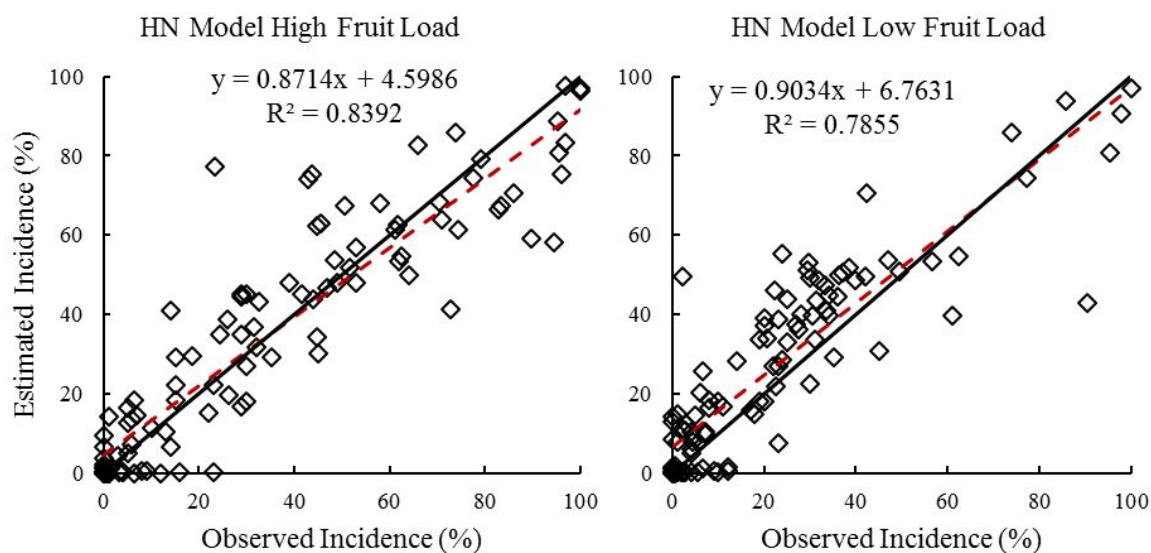 HN Model High Fruit Load
y = 0.8714x + 4.5986
R² = 0.8392
Estimated Incidence (%)
100
80
60
40
20
0
0 20 40 60 80 100
Observed Incidence (%)
HN Model Low Fruit Load
y = 0.9034x + 6.7631
R² = 0.7855
100
80
60
40
20
0
0 20 40 60 80 100
Observed Incidence (%)